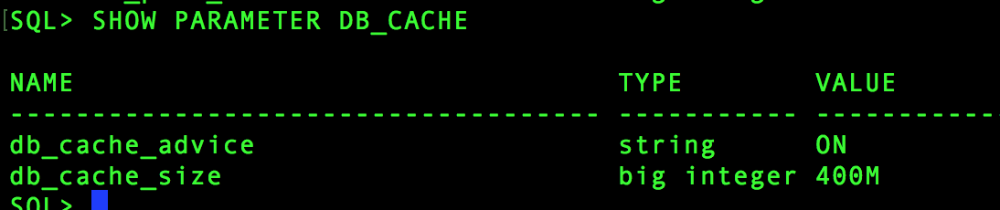 [SQL> SHOW PARAMETER DB_CACHE
NAME TYPE VALUE
------------------------------------ ----------- -----------
db_cache_advice string ON
db_cache_size big integer 400M
SQL>